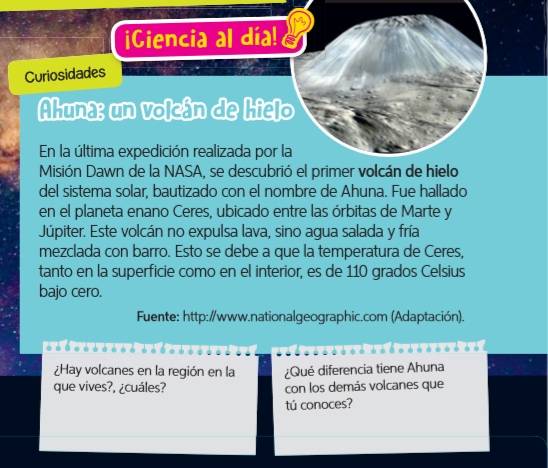 ¡Ciencia al día!
Curiosidades
Ahuna: un volcán de hielo
En la última expedición realizada por la
Misión Dawn de la NASA, se descubrió el primer volcán de hielo
del sistema solar, bautizado con el nombre de Ahuna. Fue hallado
en el planeta enano Ceres, ubicado entre las órbitas de Marte y
Júpiter. Este volcán no expulsa lava, sino agua salada y fría
mezclada con barro. Esto se debe a que la temperatura de Ceres,
tanto en la superficie como en el interior, es de 110 grados Celsius
bajo cero.
Fuente: http://www.nationalgeographic.com (Adaptación).
¿Hay volcanes en la región en la
que vives?, ¿cuáles?
¿Qué diferencia tiene Ahuna
con los demás volcanes que
tú conoces?